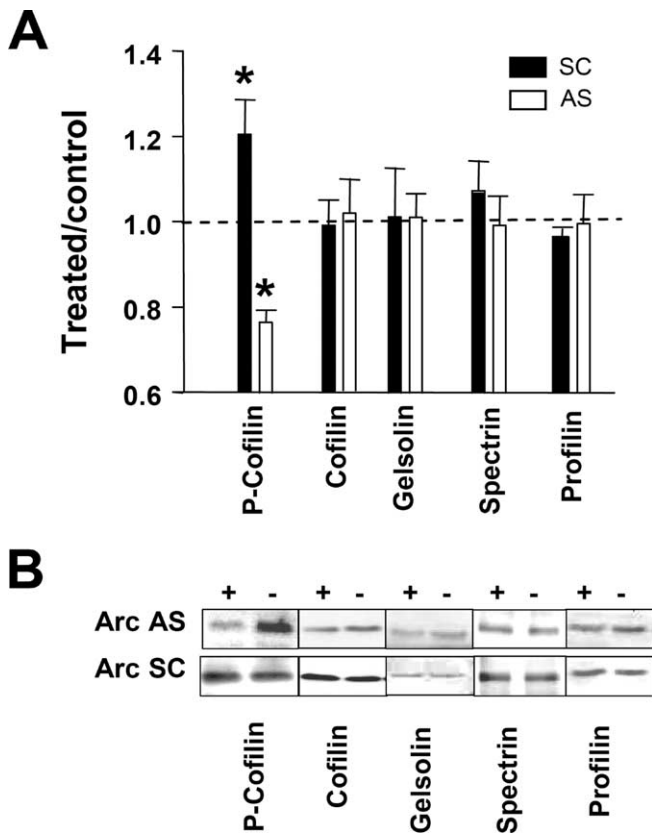 A
1.4
1.2
1.0
0.8
0.6
Treated/control
SC
AS
*
*
P-Cofilin
Cofilin
Gelsolin
Spectrin
Profilin
B
+ - + - + - + - + -
Arc AS
Arc SC
P-Cofilin
Cofilin
Gelsolin
Spectrin
Profilin